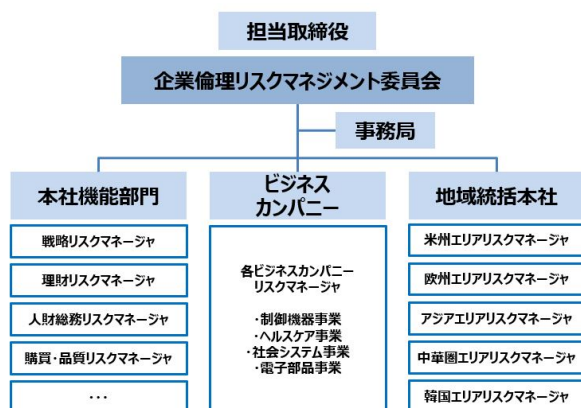 担当取締役
企業倫理リスクマネジメント委員会
事務局
本社機能部門
戦略リスクマネージャ
理財リスクマネージャ
人財総務リスクマネージャ
購買・品質リスクマネージャ
・・・
ビジネス
カンパニー
各ビジネスカンパニー
リスクマネージャ
・制御機器事業
・ヘルスケア事業
・社会システム事業
・電子部品事業
地域統括本社
米州エリアリスクマネージャ
欧州エリアリスクマネージャ
アジアエリアリスクマネージャ
中華圏エリアリスクマネージャ
韓国エリアリスクマネージャ